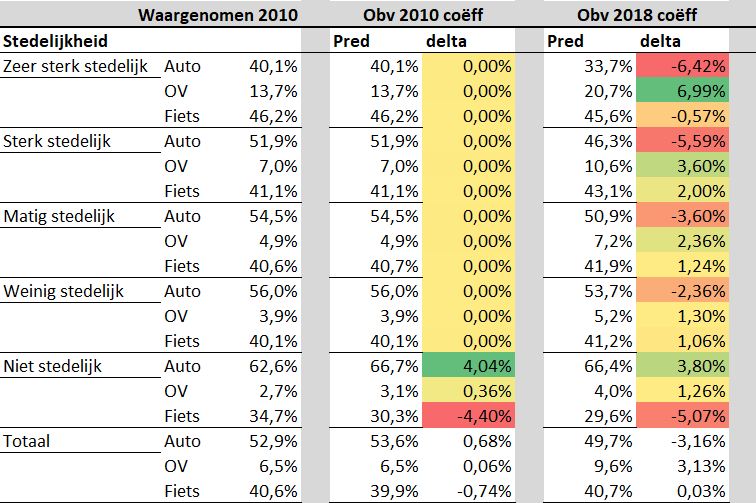 Waargenomen 2010 Obv 2010 coëff Obv 2018 coëff
Stedelijkheid Pred delta Pred delta
Zeer sterk stedelijk Auto 40,1% 40,1% 0,00% 33,7% -6,42%
OV 13,7% 13,7% 0,00% 20,7% 6,99%
Fiets 46,2% 46,2% 0,00% 45,6% -0,57%
Sterk stedelijk Auto 51,9% 51,9% 0,00% 46,3% -5,59%
OV 7,0% 7,0% 0,00% 10,6% 3,60%
Fiets 41,1% 41,1% 0,00% 43,1% 2,00%
Matig stedelijk Auto 54,5% 54,5% 0,00% 50,9% -3,60%
OV 4,9% 4,9% 0,00% 7,2% 2,36%
Fiets 40,6% 40,7% 0,00% 41,9% 1,24%
Weinig stedelijk Auto 56,0% 56,0% 0,00% 53,7% -2,36%
OV 3,9% 3,9% 0,00% 5,2% 1,30%
Fiets 40,1% 40,1% 0,00% 41,2% 1,06%
Niet stedelijk Auto 62,6% 66,7% 4,04% 66,4% 3,80%
OV 2,7% 3,1% 0,36% 4,0% 1,26%
Fiets 34,7% 30,3% -4,40% 29,6% -5,07%
Totaal Auto 52,9% 53,6% 0,68% 49,7% -3,16%
OV 6,5% 6,5% 0,06% 9,6% 3,13%
Fiets 40,6% 39,9% -0,74% 40,7% 0,03%